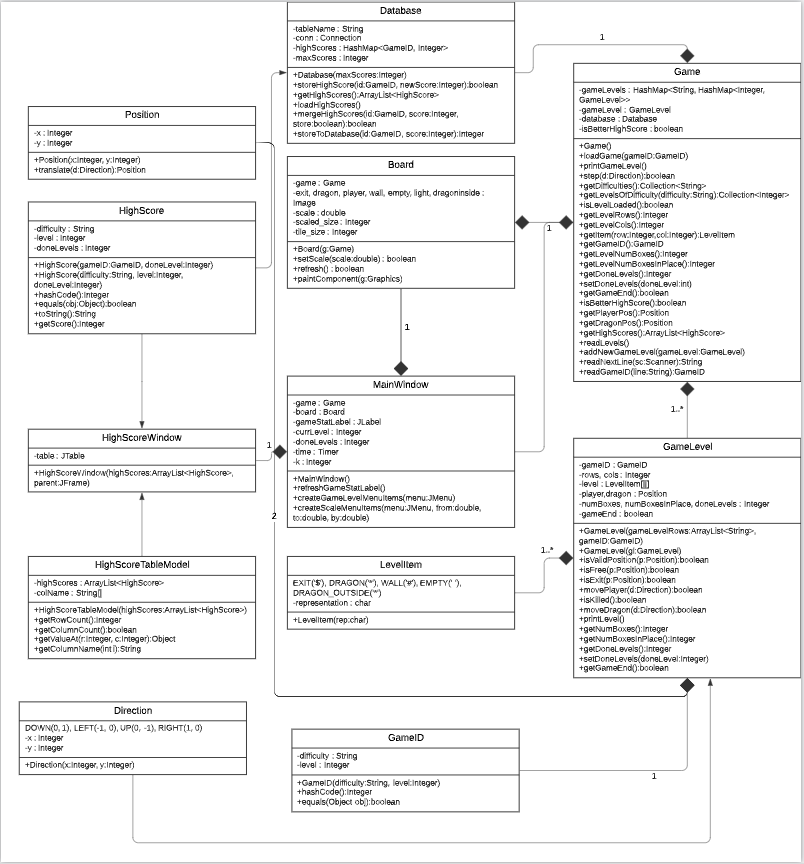 Database
-tableName : String
-conn : Connection
-highScores : HashMap<GameID, Integer>
-maxScores : Integer
+Database(maxScores:Integer)
+storeHighScore(id:GameID, newScore:Integer):boolean
+getHighScores():ArrayList<HighScore>
+loadHighScores()
+mergeHighScores(id:GameID, score:Integer,
store:boolean):boolean
+storeToDatabase(id:GameID, score:Integer):Integer
1
Game
-gameLevels : HashMap<String, HashMap<Integer,
GameLevel>>
-gameLevel : GameLevel
-database : Database
-isBetterHighScore : boolean
+Game()
+loadGame(gameID:GameID)
+printGameLevel()
+step(d:Direction):boolean
+getDifficulties():Collection<String>
+getLevelsOfDifficulty(difficulty:String):Collection<Integer>
+isLevelLoaded():boolean
+getLevelRows():Integer
+getLevelCols():Integer
+getItem(row:Integer,col:Integer):LevelItem
+getGameID():GameID
+getLevelNumBoxes():Integer
+getLevelNumBoxesInPlace():Integer
+getDoneLevels():Integer
+setDoneLevels(doneLevel:int)
+getGameEnd():boolean
+isBetterHighScore():boolean
+getPlayerPos():Position
+getDragonPos():Position
+getHighScores():ArrayList<HighScore>
+readLevels()
+addNewGameLevel(gameLevel:GameLevel)
+readNextLine(sc:Scanner):String
+readGameID(line:String):GameID
Position
-x : Integer
-y : Integer
+Position(x:Integer, y:Integer)
+translate(d:Direction):Position
Board
-game : Game
-exit, dragon, player, wall, empty, light, dragoninside :
Image
-scale : double
-scaled_size : Integer
-tile_size : Integer
+Board(g:Game)
+setScale(scale:double) : boolean
+refresh() : boolean
+paintComponent(g:Graphics)
1
HighScore
-difficulty : String
-level : Integer
-doneLevels : Integer
+HighScore(gameID:GameID, doneLevel:Integer)
+HighScore(difficulty:String, level:Integer,
doneLevel:Integer)
+hashCode():Integer
+equals(obj:Object):boolean
+toString():String
+getScore():Integer
1
MainWindow
-game : Game
-board : Board
-gameStatLabel : JLabel
-currLevel : Integer
-doneLevels : Integer
-time : Timer
-k : Integer
+MainWindow()
+refreshGameStatLabel()
+createGameLevelMenuItems(menu:JMenu)
+createScaleMenuItems(menu:JMenu, from:double,
to:double, by:double)
1..*
HighScoreWindow
-table : JTable
+HighScoreWindow(highScores:ArrayList<HighScore>,
parent:JFrame)
1
2
GameLevel
-gameID : GameID
-rows, cols : Integer
-level : LevelItem[][]
-player,dragon : Position
-numBoxes, numBoxesInPlace, doneLevels : Integer
-gameEnd : boolean
+GameLevel(gameLevelRows:ArrayList<String>,
gameID:GameID)
+GameLevel(gl:GameLevel)
+isValidPosition(p:Position):boolean
+isFree(p:Position):boolean
+isExit(p:Position):boolean
+movePlayer(d:Direction):boolean
+isKilled():boolean
+moveDragon(d:Direction):boolean
+printLevel()
+getNumBoxes():Integer
+getNumBoxesInPlace():Integer
+getDoneLevels():Integer
+setDoneLevels(doneLevel:Integer)
+getGameEnd():boolean
HighScoreTableModel
-highScores : ArrayList<HighScore>
-colName : String[]
+HighScoreTableModel(highScores:ArrayList<HighScore>)
+getRowCount():Integer
+getColumnCount():boolean
+getValueAt(r:Integer, c:Integer):Object
+getColumnName(int i):String
LevelItem
EXIT('$'), DRAGON('*'), WALL('#'), EMPTY(' '),
DRAGON_OUTSIDE('*')
-representation : char
+LevelItem(rep:char)
1..*
Direction
DOWN(0, 1), LEFT(-1, 0), UP(0, -1), RIGHT(1, 0)
-x : Integer
-y : Integer
+Direction(x:Integer, y:Integer)
GameID
-difficulty : String
-level : Integer
+GameID(difficulty:String, level:Integer)
+hashCode():Integer
+equals(Object obj):boolean
1